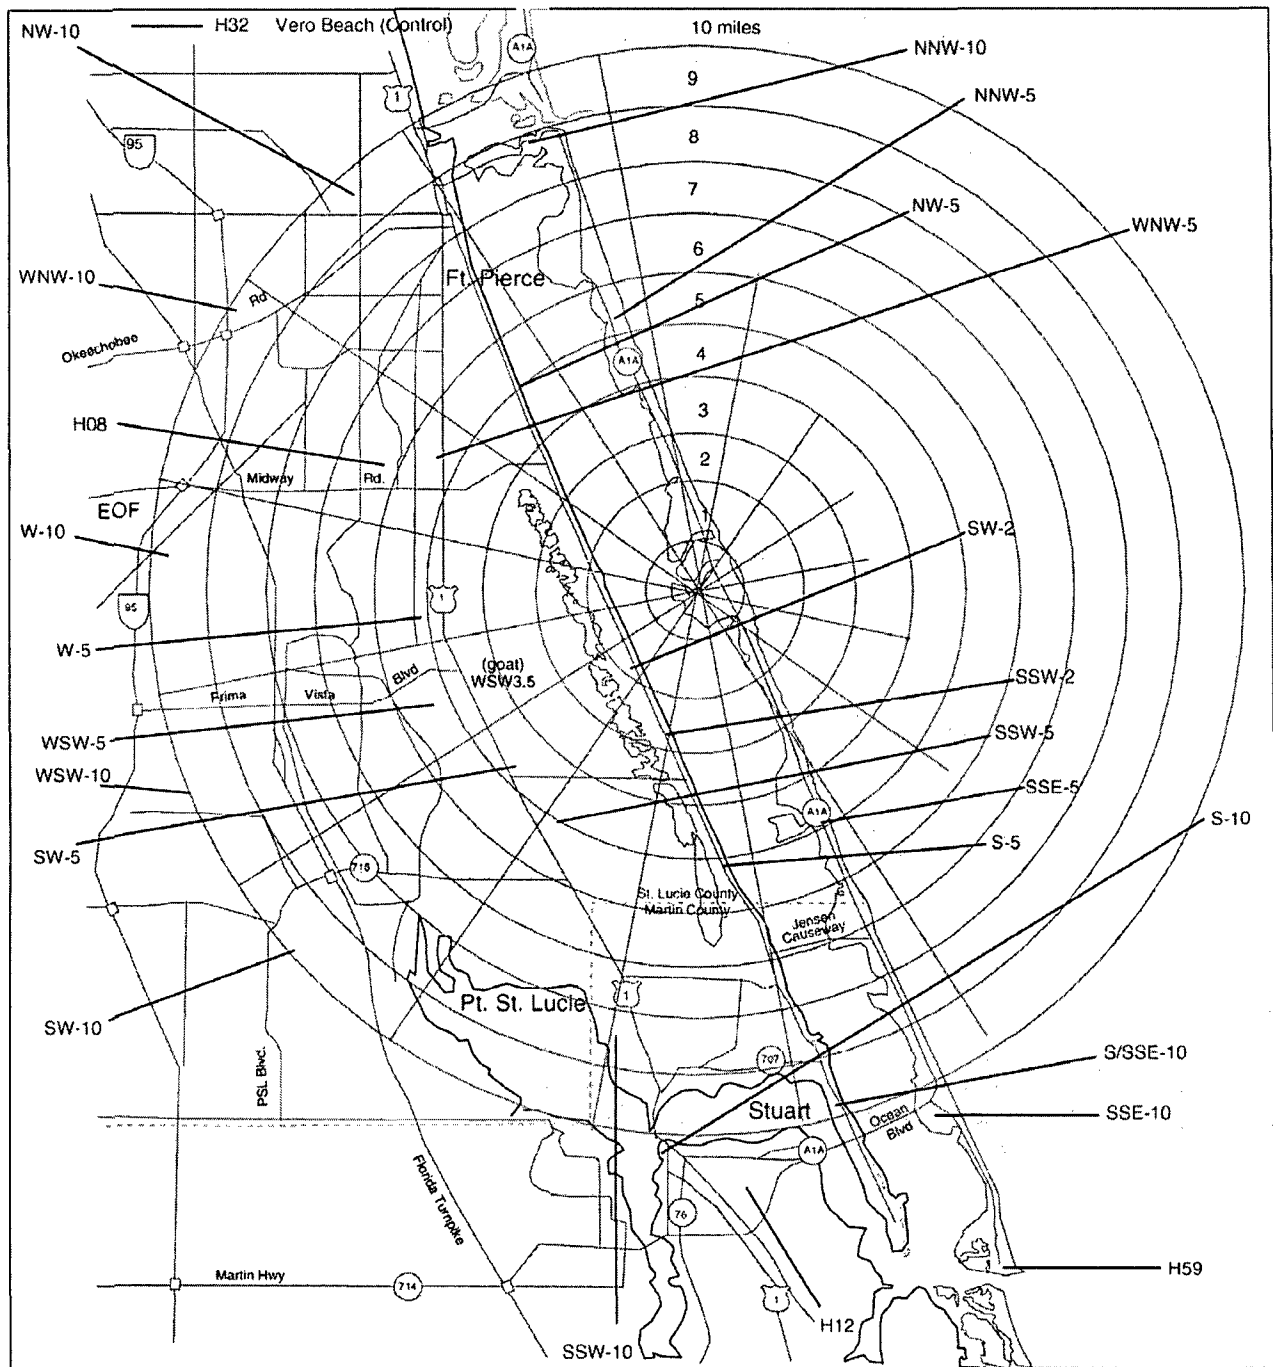 NW-10
H32 Vero Beach (Control)
10 miles
A1A
NNW-10
9
1
NNW-5
95
8
7
NW-5
WNW-5
6
WNW-10
Ft. Pierce
Rd
5
Okeechobee
A1A
4
3
H08
2
Midway Rd.
EOF
1
W-10
SW-2
1
95
W-5
(goat)
WSW3.5
Blvd
SSW-2
Prima Vista
SSW-5
WSW-5
WSW-10
SSE-5
A1A
S-10
SW-5
S-5
716
St. Lucie County
Martin County
Jensen
Causeway
Pt. St. Lucie
1
SW-10
S/SSE-10
707
PSL Blvd.
Stuart
Ocean
Blvd
SSE-10
A1A
Florida Turnpike
76
Martin Hwy
714
H59
1
H12
SSW-10